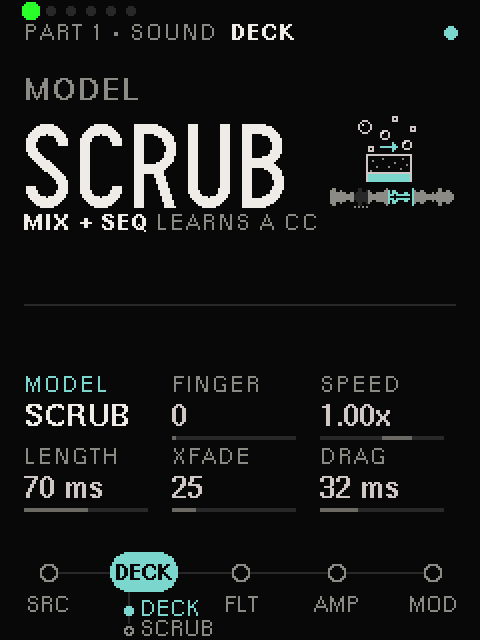 PART 1 · SOUND DECK
MODEL
SCRUB
MIX + SEQ LEARNS A CC
MODEL FINGER SPEED
SCRUB 0 1.00x
LENGTH XFADE DRAG
70 ms 25 32 ms
DECK
SRC DECK FLT AMP MOD
SCRUB